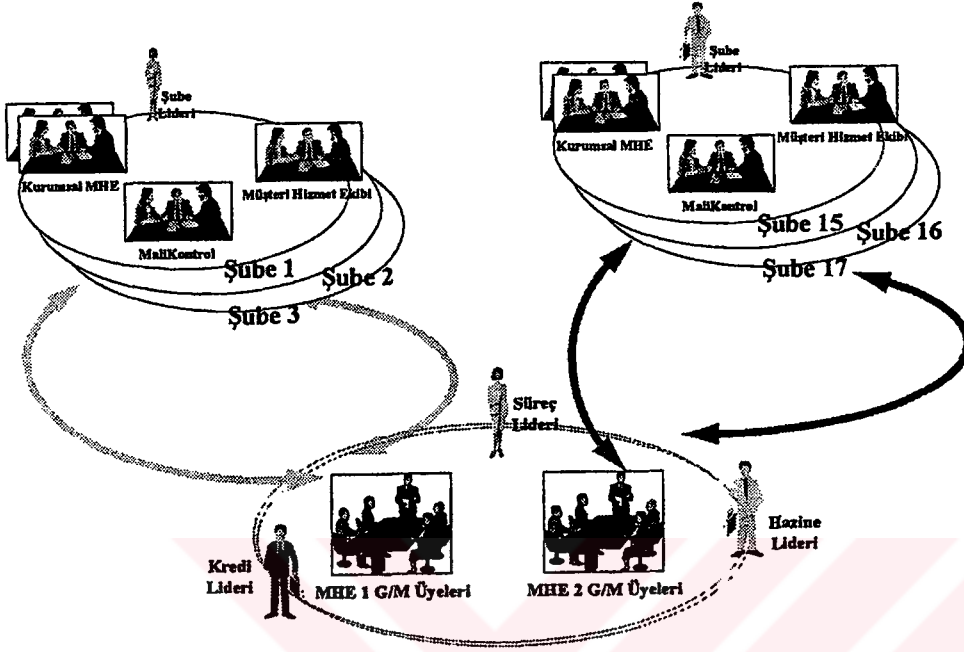 Şube
Lideri
Kurumsal MHE
Müşteri Hizmet Ekibi
MaliKontrol
Şube 1
Şube 2
Şube 3
Şube
Lideri
Kurumsal MHE
Müşteri Hizmet Ekibi
MaliKontrol
Şube 15
Şube 16
Şube 17
Süreç
Lideri
Kredi
Lideri
Hazine
Lideri
MHE 1 G/M Üyeleri
MHE 2 G/M Üyeleri